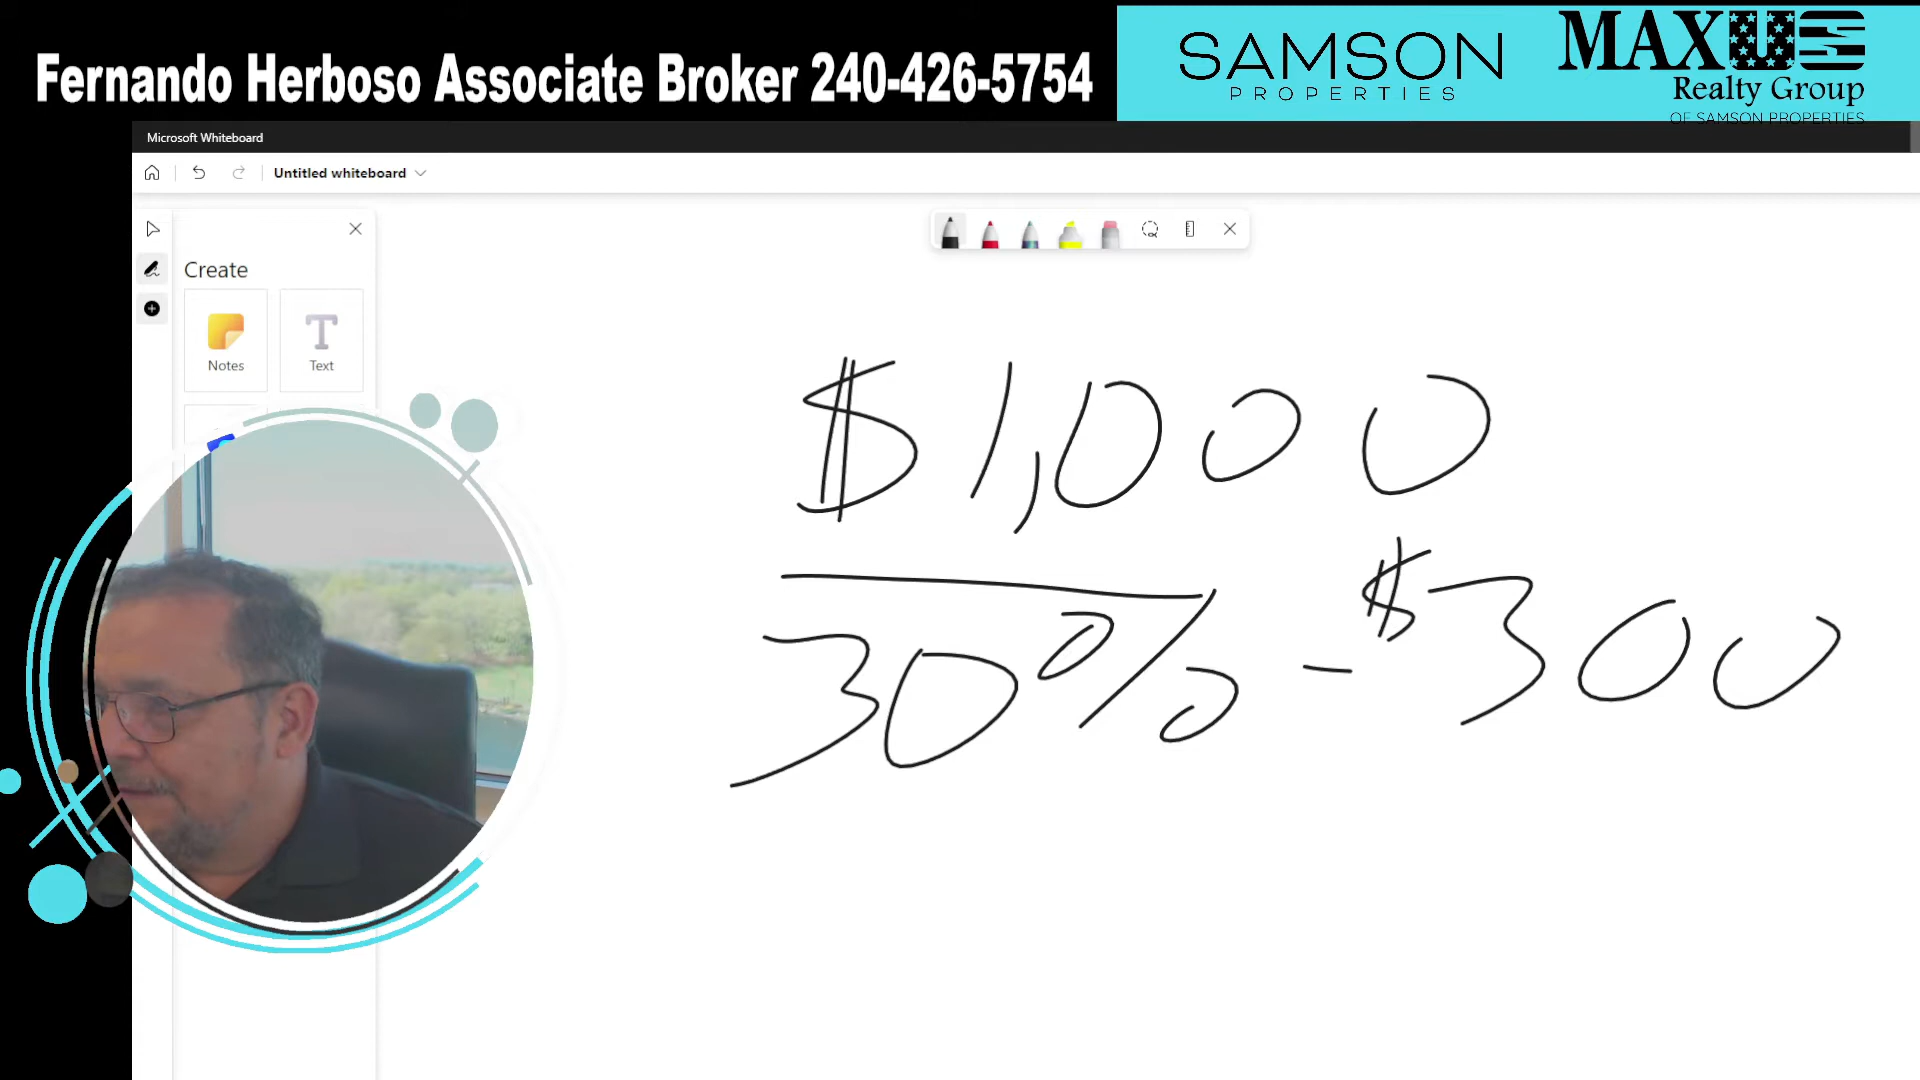 Fernando Herboso Associate Broker 240-426-5754
SAMSON
PROPERTIES
MAXUS
Realty Group
OF SAMSON PROPERTIES
Microsoft Whiteboard
Untitled whiteboard
Create
Notes
Text
$1,000
30% - $300